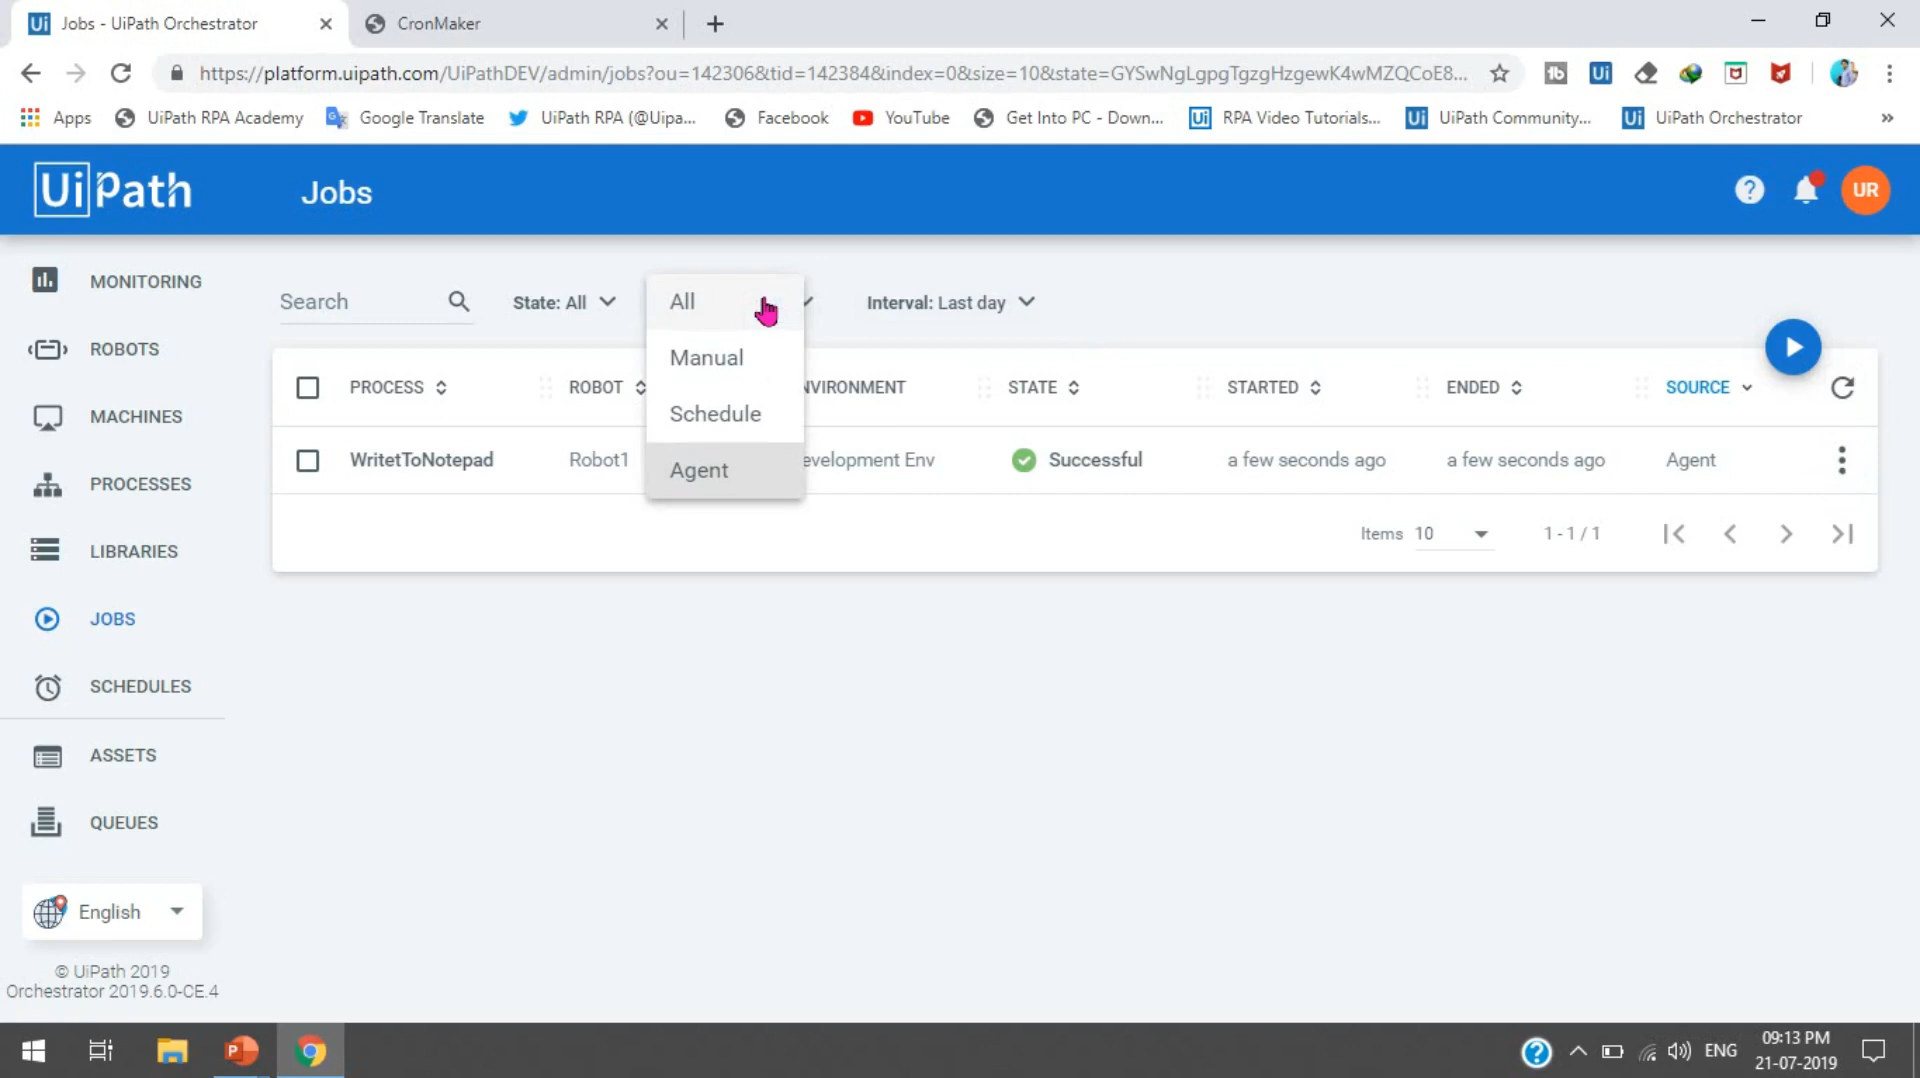 Jobs - UiPath Orchestrator
CronMaker
https://platform.uipath.com/UiPathDEV/admin/jobs?ou=142306&tid=142384&index=0&size=10&state=GYSwNgLgpgTgzgHzgewK4wMZQCoE8...
Apps
UiPath RPA Academy
Google Translate
UiPath RPA (@Uipa...
Facebook
YouTube
Get Into PC - Down...
RPA Video Tutorials...
UiPath Community...
UiPath Orchestrator
UiPath
Jobs
UR
MONITORING
ROBOTS
MACHINES
PROCESSES
LIBRARIES
JOBS
SCHEDULES
ASSETS
QUEUES
English
© UiPath 2019
Orchestrator 2019.6.0-CE.4
Search
State: All
All
Manual
Schedule
Agent
Interval: Last day
PROCESS
ROBOT
NVIRONMENT
STATE
STARTED
ENDED
SOURCE
WritetToNotepad
Robot1
evelopment Env
Successful
a few seconds ago
a few seconds ago
Agent
Items 10
1 - 1 / 1
ENG
09:13 PM
21-07-2019